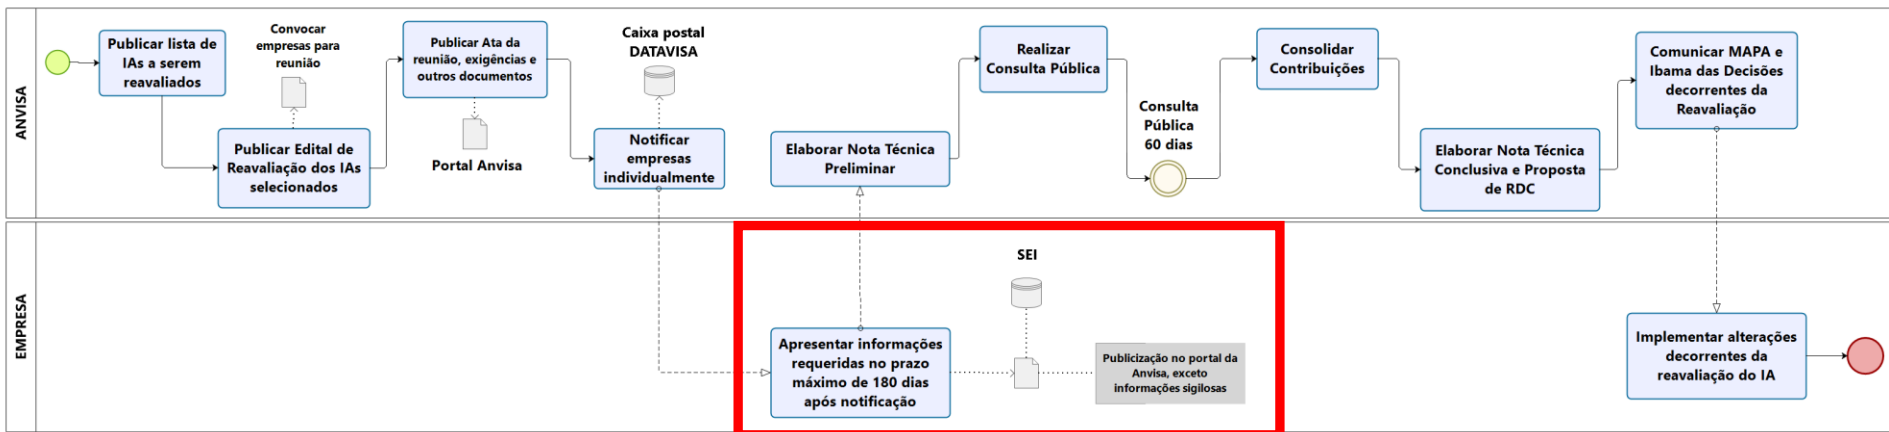 ANVISA
Publicar lista de
IAs a serem
reavaliados
Convocar
empresas para
reunião
Publicar Edital de
Reavaliação dos IAs
selecionados
Publicar Ata da
reunião, exigências e
outros documentos
Portal Anvisa
Caixa postal
DATAVISA
Notificar
empresas
individualmente
Elaborar Nota Técnica
Preliminar
Realizar
Consulta Pública
Consulta
Pública
60 dias
Consolidar
Contribuições
Elaborar Nota Técnica
Conclusiva e Proposta
de RDC
Comunicar MAPA e
Ibama das Decisões
decorrentes da
Reavaliação
EMPRESA
Apresentar informações
requeridas no prazo
máximo de 180 dias
após notificação
SEI
Publicização no portal da
Anvisa, exceto
informações sigilosas
Implementar alterações
decorrentes da
reavaliação do IA